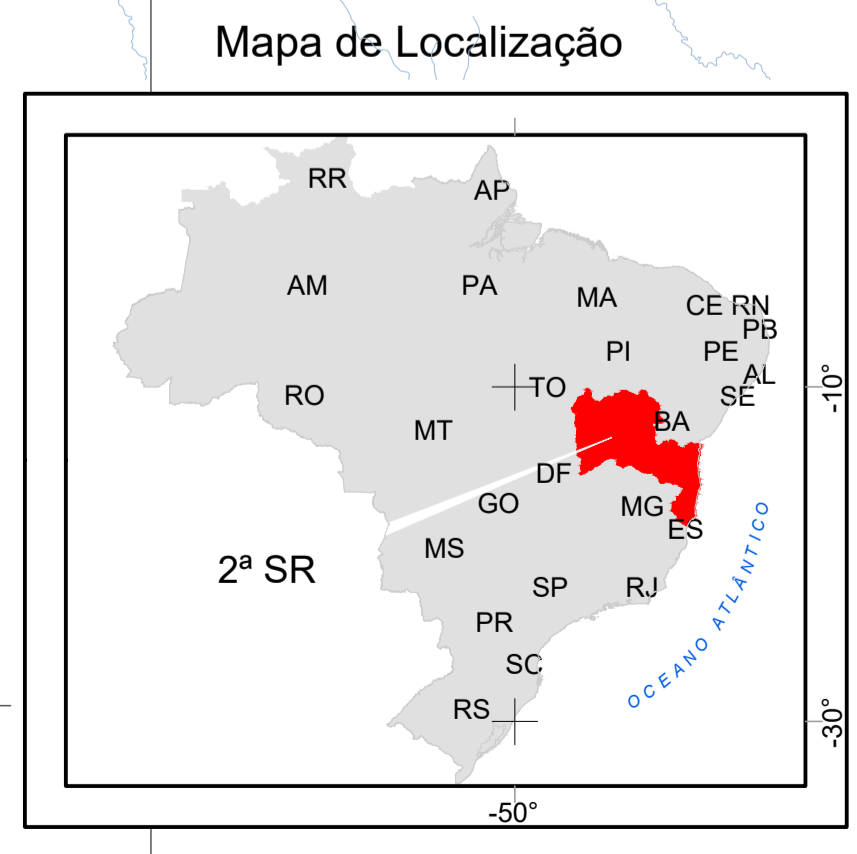 Mapa de Localização
RR
AP
AM
PA
MA
CE RN
PB
PI
PE
AL
TO
SE
RO
-10°
BA
MT
DF
GO
MG
ES
MS
2ª SR
SP
RJ
OCEANO ATLÂNTICO
PR
SC
RS
-30°
-50°